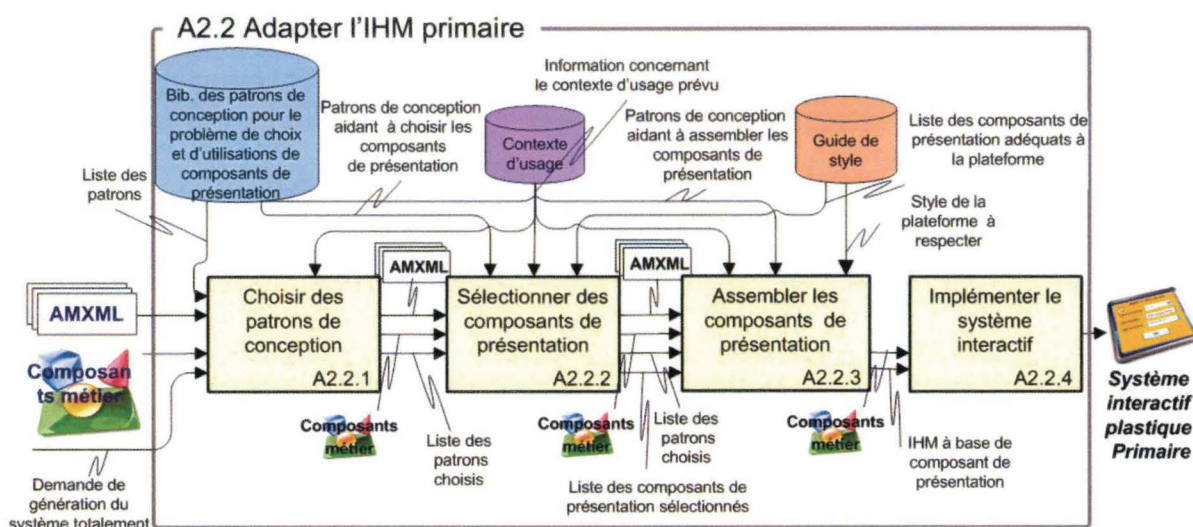 A2.2 Adapter l'IHM primaire
Bib. des patrons de
conception pour le
problème de choix
et d'utilisations de
composants de
présentation
Patrons de conception
aidant à choisir les
composants
de présentation
Information concernant
le contexte d'usage prévu
Contexte
d'usage
Patrons de conception
aidant à assembler les
composants de
présentation
Guide de
style
Liste des composants de
présentation adéquats à
la plateforme
Liste des
patrons
Style de la
plateforme à
respecter
AMXML
AMXML
AMXML
Composan
ts métier
Choisir des
patrons de
conception
A2.2.1
Sélectionner des
composants de
présentation
A2.2.2
Assembler les
composants de
présentation
A2.2.3
Implémenter le
système
interactif
A2.2.4
Système
interactif
plastique
Primaire
Composants
métier
Liste des
patrons
choisis
Composants
métier
Liste des
patrons
choisis
Composants
métier
IHM à base de
composant de
présentation
Liste des composants de
présentation sélectionnés
Demande de
génération du
système totalement